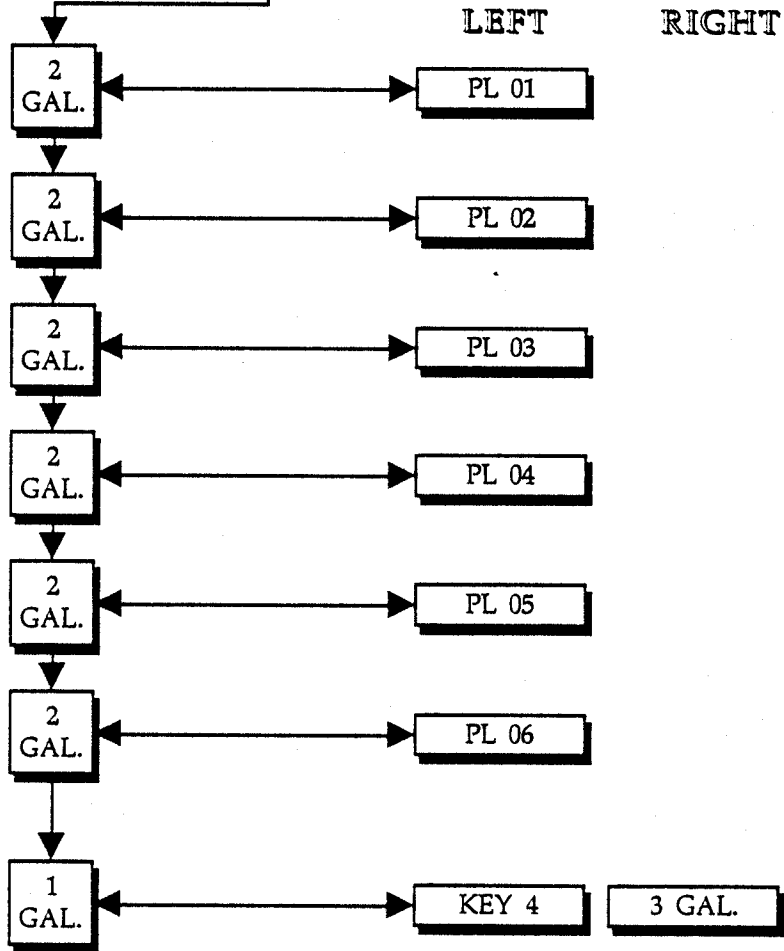 LEFT RIGHT
2
GAL.
PL 01
2
GAL.
PL 02
2
GAL.
PL 03
2
GAL.
PL 04
2
GAL.
PL 05
2
GAL.
PL 06
1
GAL.
KEY 4
3 GAL.